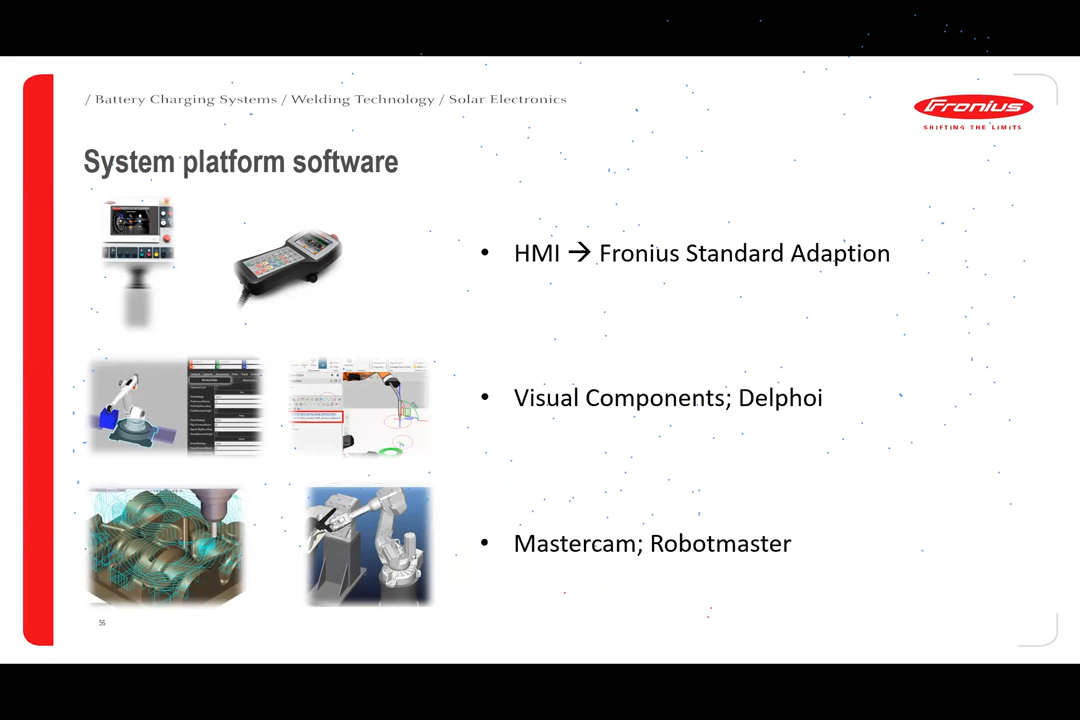 / Battery Charging Systems / Welding Technology / Solar Electronics
Fronius
SHIFTING THE LIMITS
System platform software
• HMI → Fronius Standard Adaption
• Visual Components; Delphoi
• Mastercam; Robotmaster
56